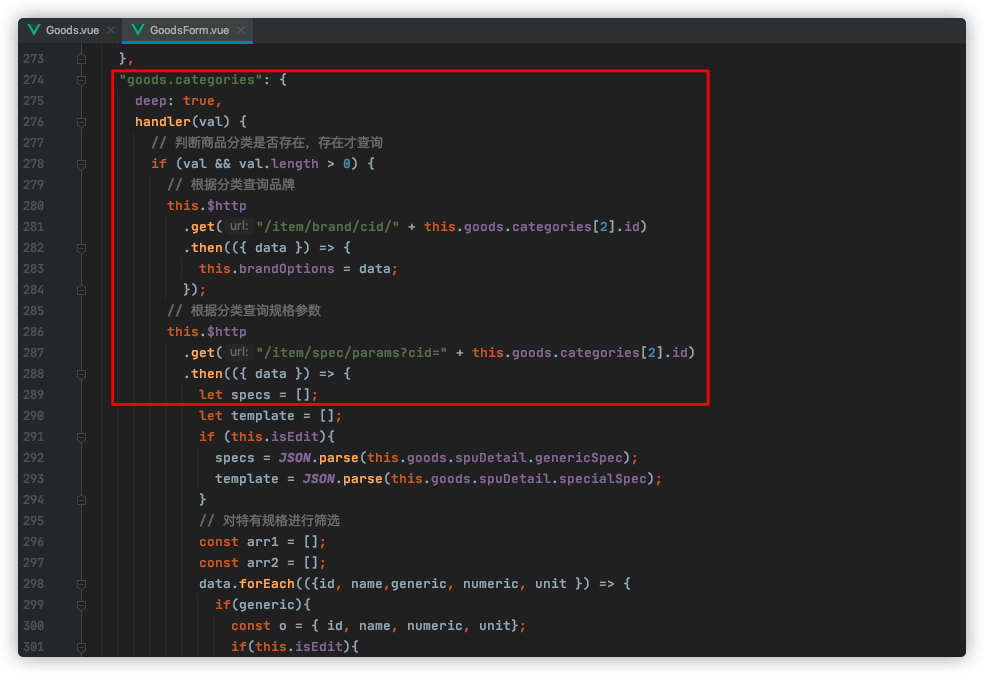 Goods.vue GoodsForm.vue
273 },
274 "goods.categories": {
275 deep: true,
276 handler(val) {
277 // 判断商品分类是否存在，存在才查询
278 if (val && val.length > 0) {
279 // 根据分类查询品牌
280 this.$http
281 .get( url: "/item/brand/cid/" + this.goods.categories[2].id)
282 .then(({ data }) => {
283 this.brandOptions = data;
284 });
285 // 根据分类查询规格参数
286 this.$http
287 .get( url: "/item/spec/params?cid=" + this.goods.categories[2].id)
288 .then(({ data }) => {
289 let specs = [];
290 let template = [];
291 if (this.isEdit){
292 specs = JSON.parse(this.goods.spuDetail.genericSpec);
293 template = JSON.parse(this.goods.spuDetail.specialSpec);
294 }
295 // 对特有规格进行筛选
296 const arr1 = [];
297 const arr2 = [];
298 data.forEach(({id, name,generic, numeric, unit }) => {
299 if(generic){
300 const o = { id, name, numeric, unit};
301 if(this.isEdit){